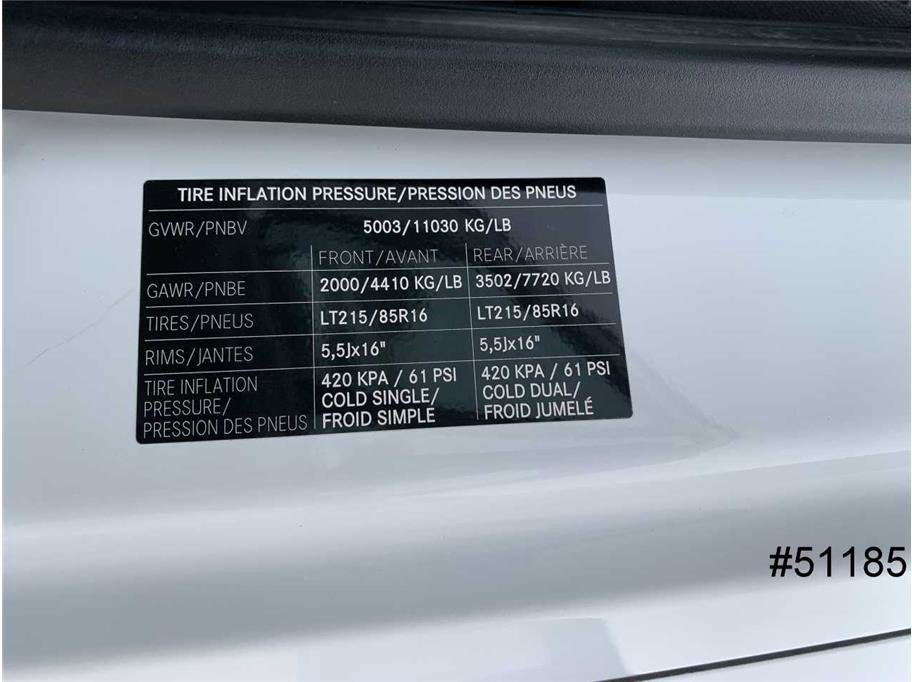 TIRE INFLATION PRESSURE/PRESSION DES PNEUS
GVWR/PNBV 5003/11030 KG/LB
FRONT/AVANT REAR/ARRIÈRE
GAWR/PNBE 2000/4410 KG/LB 3502/7720 KG/LB
TIRES/PNEUS LT215/85R16 LT215/85R16
RIMS/JANTES 5,5Jx16" 5,5Jx16"
TIRE INFLATION 420 KPA / 61 PSI 420 KPA / 61 PSI
PRESSURE/ COLD SINGLE/ COLD DUAL/
PRESSION DES PNEUS FROID SIMPLE FROID JUMELÉ
#51185